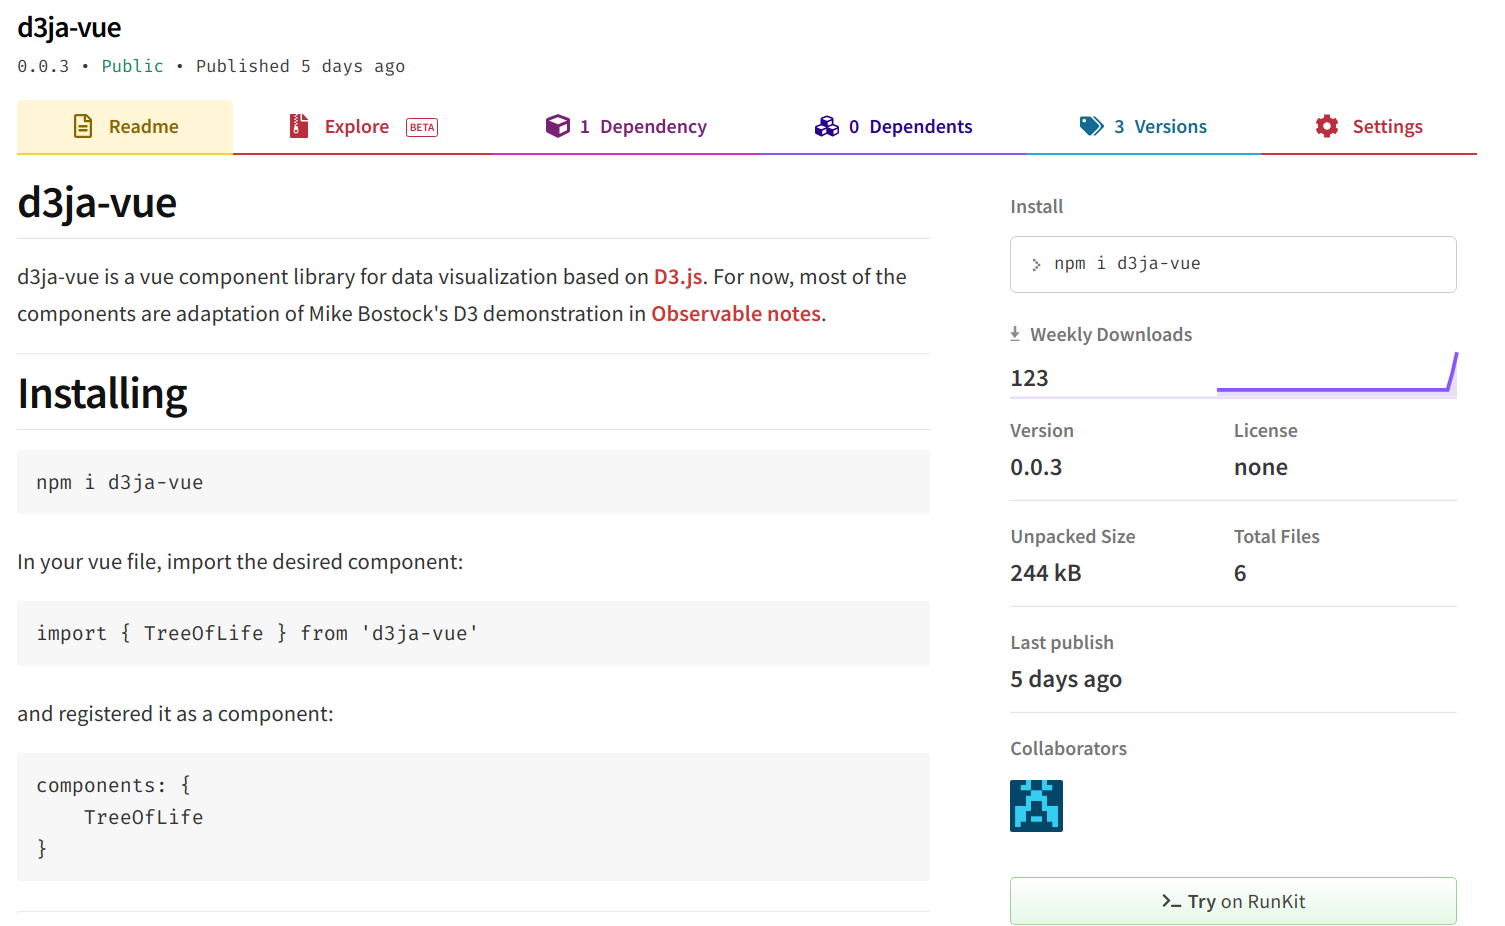 d3ja-vue
0.0.3 • Public • Published 5 days ago
Readme
Explore BETA
1 Dependency
0 Dependents
3 Versions
Settings
d3ja-vue
d3ja-vue is a vue component library for data visualization based on D3.js. For now, most of the
components are adaptation of Mike Bostock's D3 demonstration in Observable notes.
Installing
npm i d3ja-vue
In your vue file, import the desired component:
import { TreeOfLife } from 'd3ja-vue'
and registered it as a component:
components: {
    TreeOfLife
}
Install
npm i d3ja-vue
Weekly Downloads
123
Version
0.0.3
License
none
Unpacked Size
244 kB
Total Files
6
Last publish
5 days ago
Collaborators
Try on RunKit